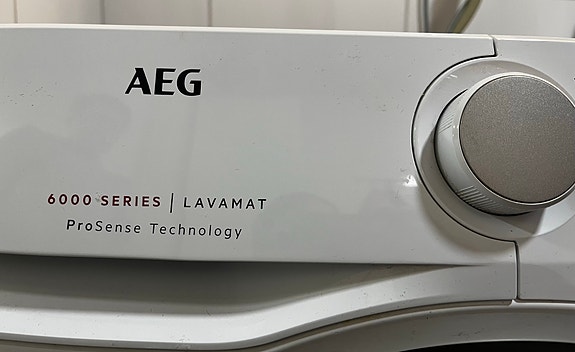 AEG
6000 SERIES | LAVAMAT
ProSense Technology